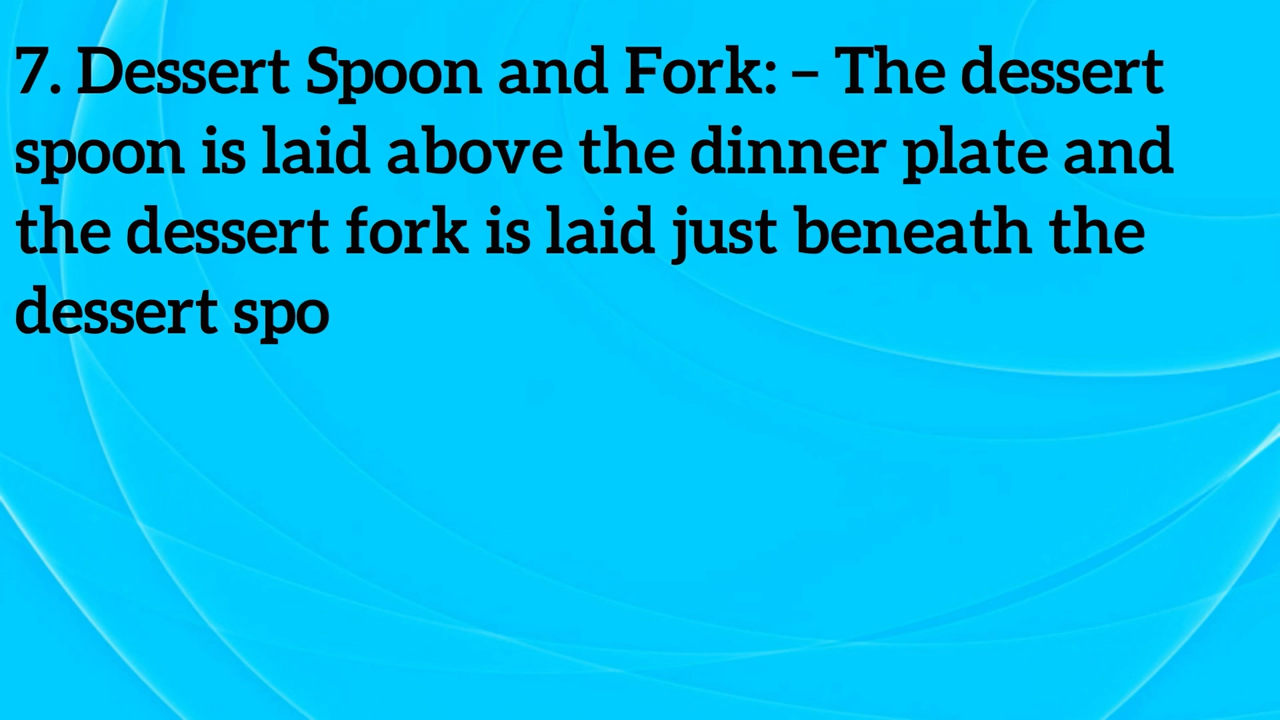 7. Dessert Spoon and Fork: – The dessert
spoon is laid above the dinner plate and
the dessert fork is laid just beneath the
dessert spo